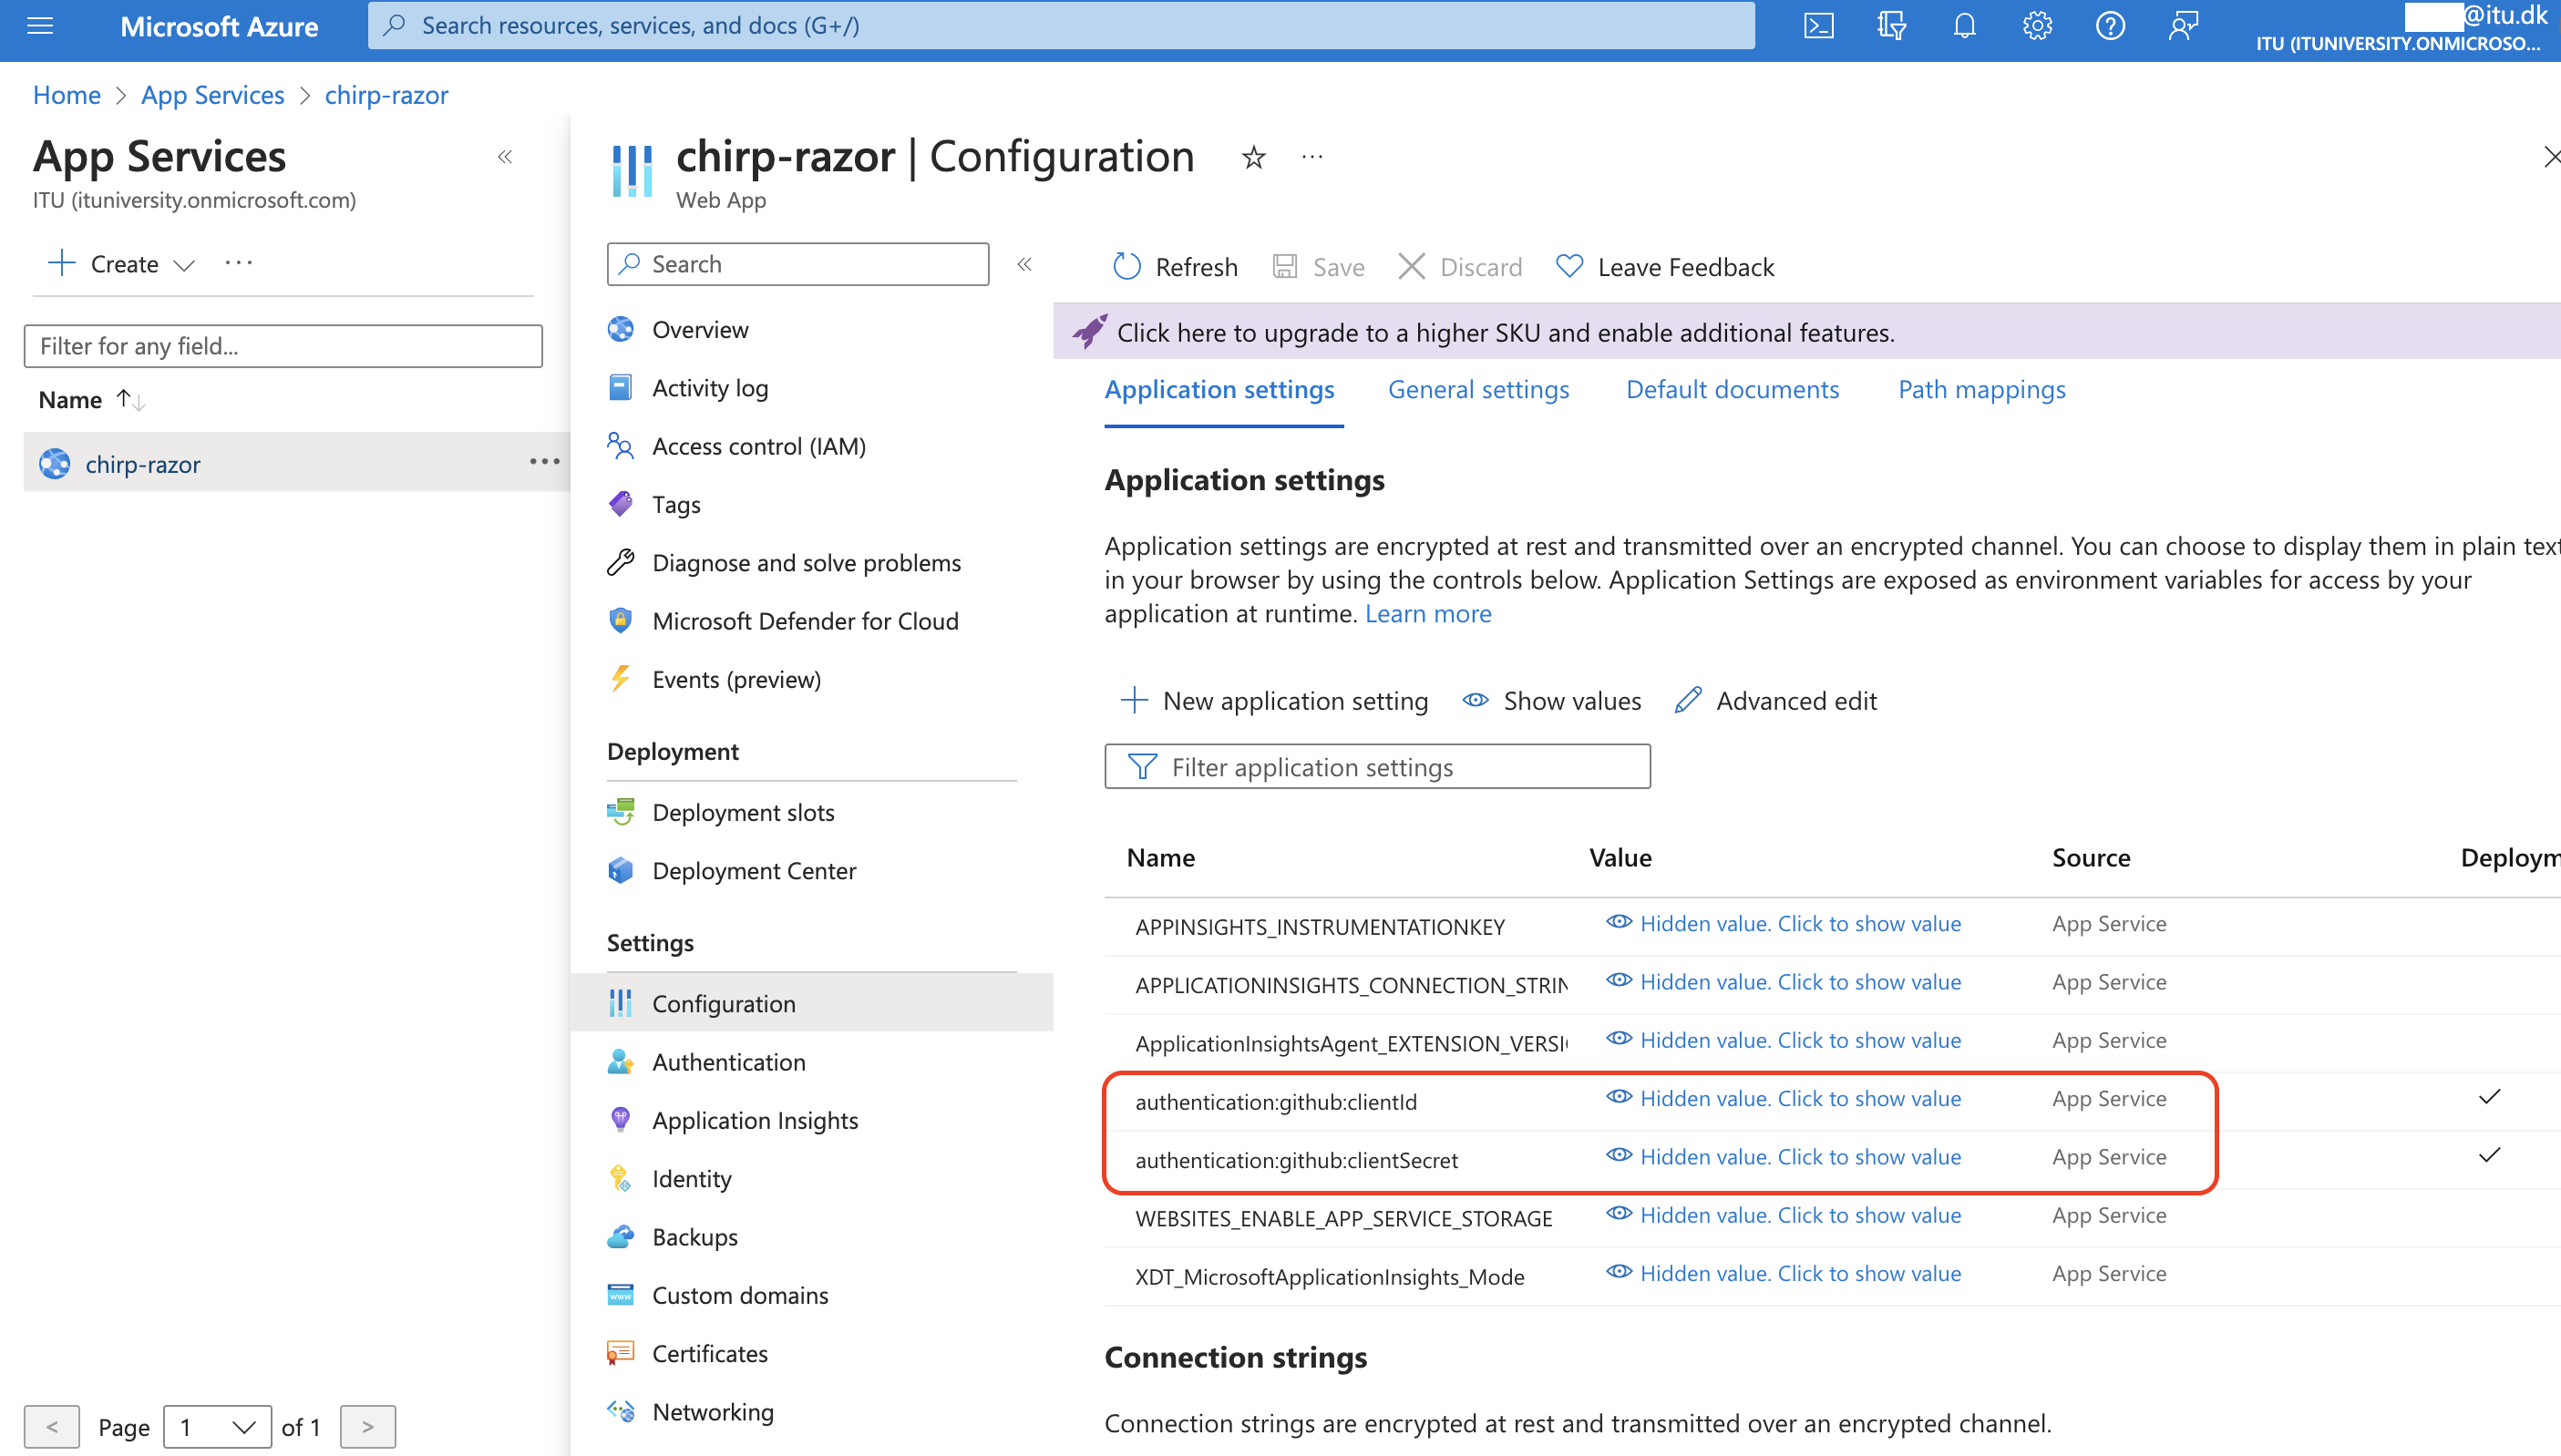 Microsoft Azure
Search resources, services, and docs (G+/)
@itu.dk
ITU (ITUNIVERSITY.ONMICROSO...
Home > App Services > chirp-razor
App Services
ITU (ituniversity.onmicrosoft.com)
Create
Filter for any field...
Name
chirp-razor
< Page 1 of 1 >
chirp-razor | Configuration
Web App
Search
Overview
Activity log
Access control (IAM)
Tags
Diagnose and solve problems
Microsoft Defender for Cloud
Events (preview)
Deployment
Deployment slots
Deployment Center
Settings
Configuration
Authentication
Application Insights
Identity
Backups
Custom domains
Certificates
Networking
Refresh Save Discard Leave Feedback
Click here to upgrade to a higher SKU and enable additional features.
Application settings General settings Default documents Path mappings
Application settings
Application settings are encrypted at rest and transmitted over an encrypted channel. You can choose to display them in plain text
in your browser by using the controls below. Application Settings are exposed as environment variables for access by your
application at runtime. Learn more
New application setting Show values Advanced edit
Filter application settings
Name Value Source Deploym
APPINSIGHTS_INSTRUMENTATIONKEY Hidden value. Click to show value App Service
APPLICATIONINSIGHTS_CONNECTION_STRIN Hidden value. Click to show value App Service
ApplicationInsightsAgent_EXTENSION_VERSI Hidden value. Click to show value App Service
authentication:github:clientId Hidden value. Click to show value App Service
authentication:github:clientSecret Hidden value. Click to show value App Service
WEBSITES_ENABLE_APP_SERVICE_STORAGE Hidden value. Click to show value App Service
XDT_MicrosoftApplicationInsights_Mode Hidden value. Click to show value App Service
Connection strings
Connection strings are encrypted at rest and transmitted over an encrypted channel.